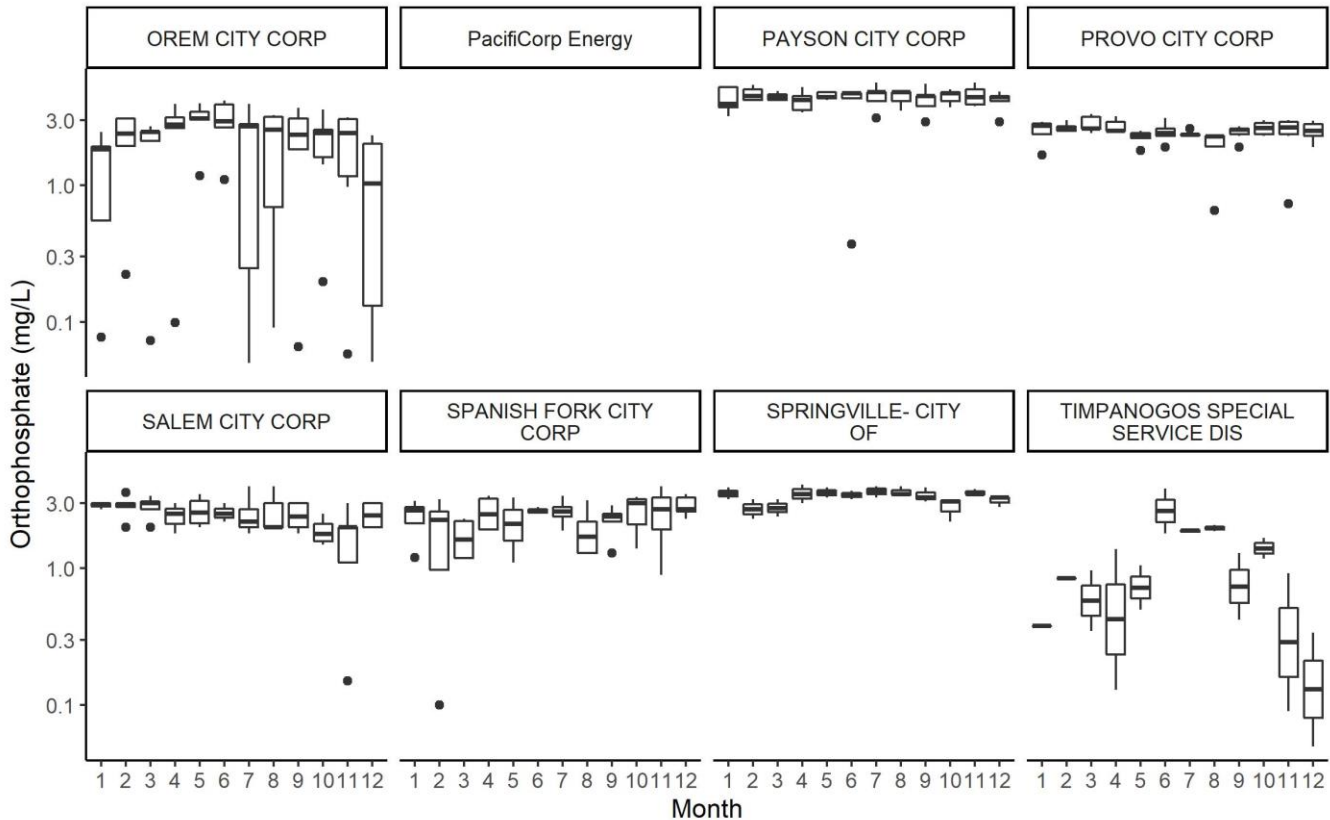 OREM CITY CORP
PacifiCorp Energy
PAYSON CITY CORP
PROVO CITY CORP
3.0
1.0
0.3
0.1
Orthophosphate (mg/L)
SALEM CITY CORP
SPANISH FORK CITY
CORP
SPRINGVILLE- CITY
OF
TIMPANOGOS SPECIAL
SERVICE DIS
3.0
1.0
0.3
0.1
1 2 3 4 5 6 7 8 9 10 11 12
1 2 3 4 5 6 7 8 9 10 11 12
1 2 3 4 5 6 7 8 9 10 11 12
1 2 3 4 5 6 7 8 9 10 11 12
Month